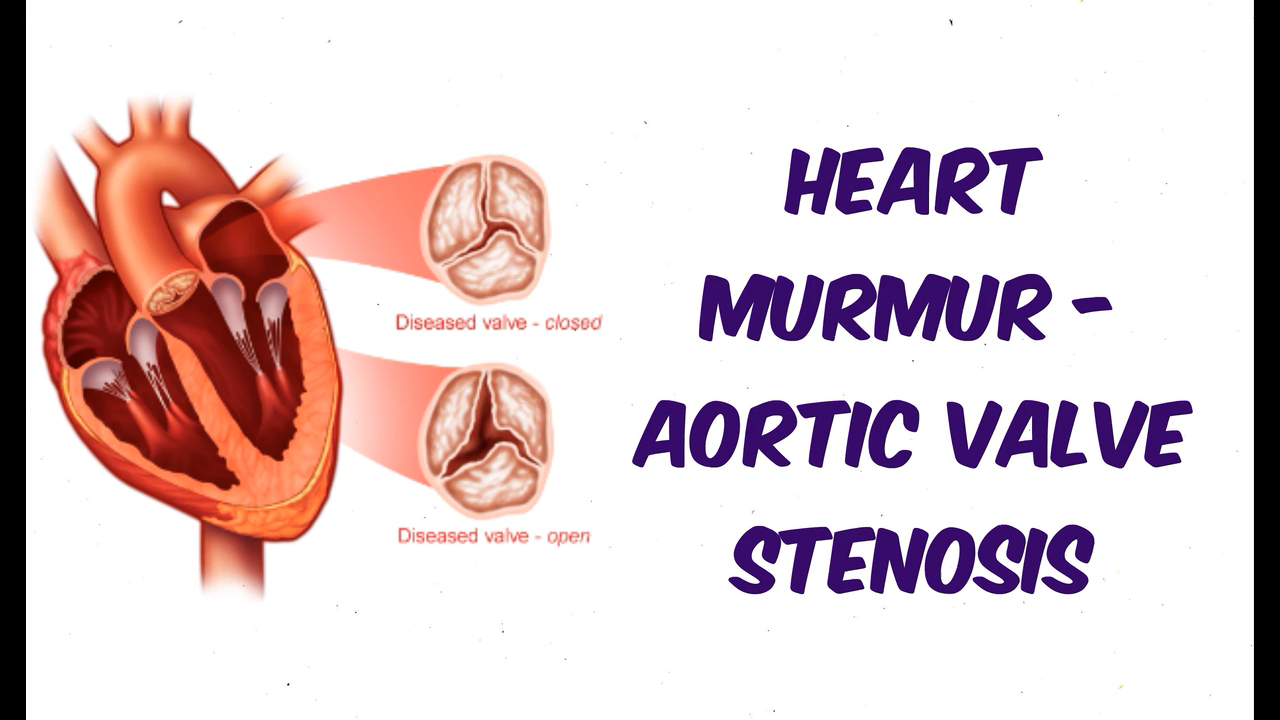 Diseased valve - closed
Diseased valve - open
HEART
MURMUR -
AORTIC VALVE
STENOSIS